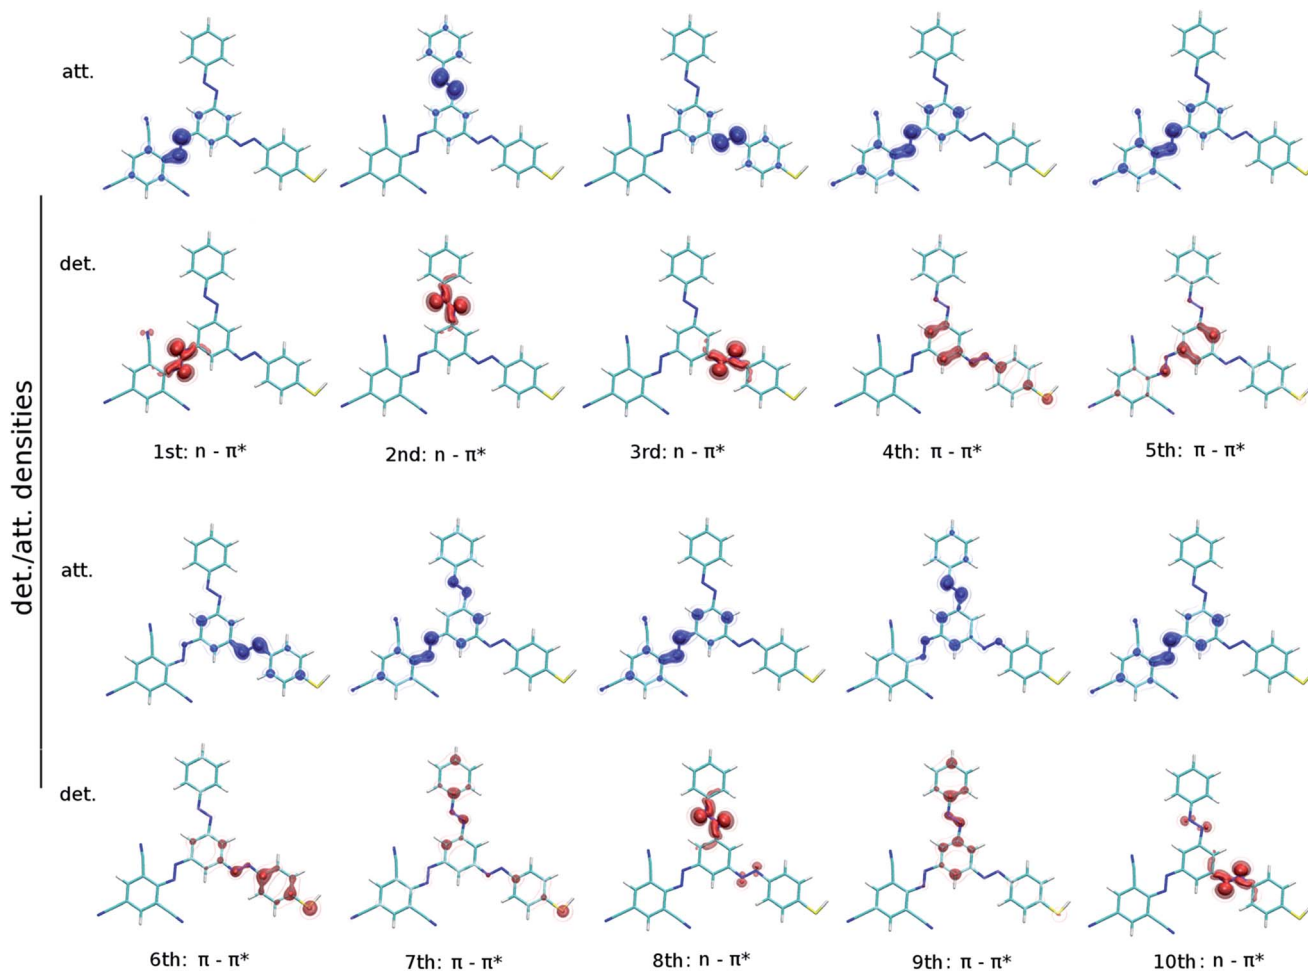 att.
det.
1st: n - π*
2nd: n - π*
3rd: n - π*
4th: π - π*
5th: π - π*
det./att. densities
att.
det.
6th: π - π*
7th: π - π*
8th: n - π*
9th: π - π*
10th: n - π*